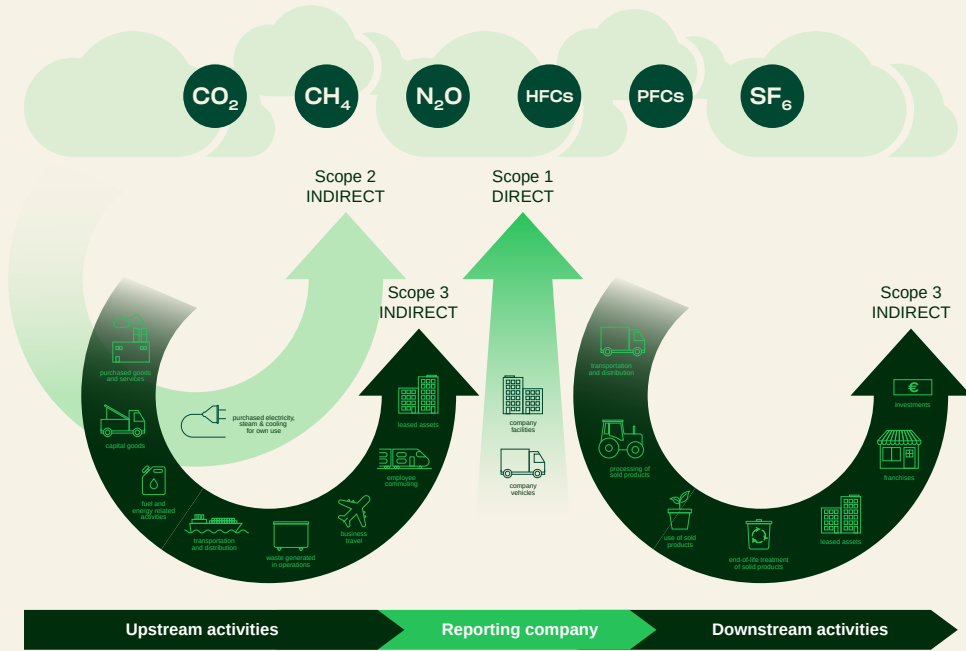 CO2
CH4
N2O
HFCs
PFCs
SF6
Scope 2
INDIRECT
Scope 1
DIRECT
Scope 3
INDIRECT
Scope 3
INDIRECT
purchased goods
and services
capital goods
fuel and
energy related
activities
purchased electricity,
steam & cooling
for own use
transportation
and distribution
waste generated
in operations
business
travel
employee
commuting
leased assets
company
facilities
company
vehicles
transportation
and distribution
processing of
sold products
use of sold
products
end-of-life treatment
of solid products
leased assets
franchises
€
investments
Upstream activities
Reporting company
Downstream activities